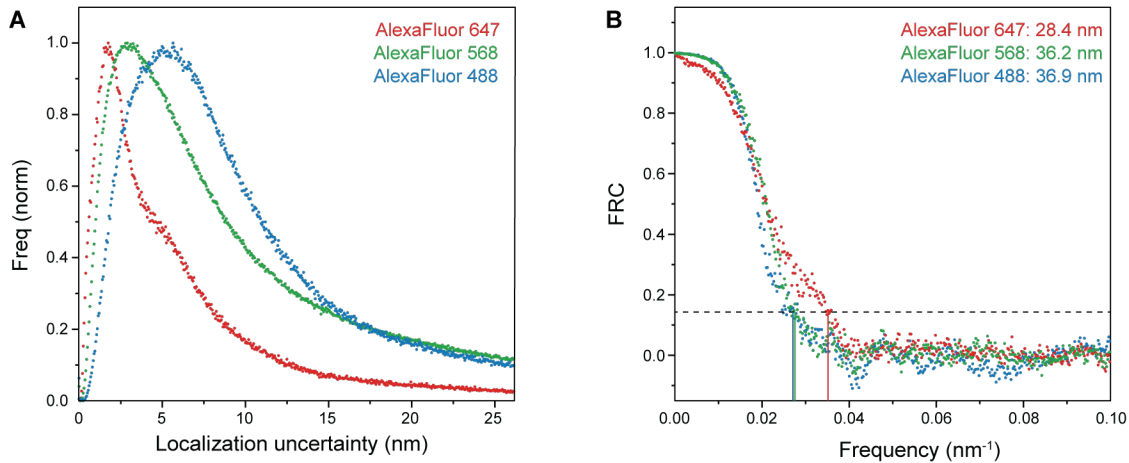 A
AlexaFluor 647
AlexaFluor 568
AlexaFluor 488
1.0
0.8
0.6
0.4
0.2
0.0
Freq (norm)
0 5 10 15 20 25
Localization uncertainty (nm)
B
AlexaFluor 647: 28.4 nm
AlexaFluor 568: 36.2 nm
AlexaFluor 488: 36.9 nm
1.0
0.8
0.6
0.4
0.2
0.0
FRC
0.00 0.02 0.04 0.06 0.08 0.10
Frequency (nm⁻¹)